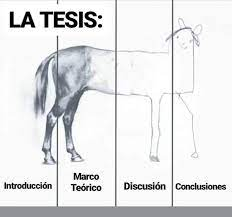 LA TESIS:
Introducción
Marco
Teórico
Discusión
Conclusiones